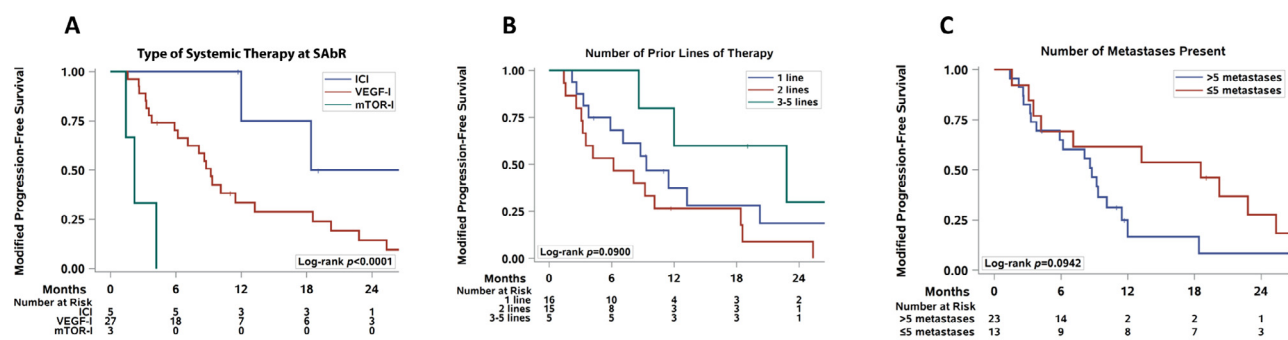 A
Type of Systemic Therapy at SAbR
Modified Progression-Free Survival
1.00
0.75
0.50
0.25
0.00
ICI
VEGF-I
mTOR-I
Log-rank p<0.0001
Months 0 6 12 18 24
Number at Risk
ICI 5 5 3 3 1
VEGF-I 27 18 7 6 3
mTOR-I 3 0 0 0 0
B
Number of Prior Lines of Therapy
Modified Progression-Free Survival
1.00
0.75
0.50
0.25
0.00
1 line
2 lines
3-5 lines
Log-rank p=0.0900
Months 0 6 12 18 24
Number at Risk
1 line 16 10 4 3 2
2 lines 15 8 3 3 1
3-5 lines 5 5 3 3 1
C
Number of Metastases Present
Modified Progression-Free Survival
1.00
0.75
0.50
0.25
0.00
>5 metastases
≤5 metastases
Log-rank p=0.0942
Months 0 6 12 18 24
Number at Risk
>5 metastases 23 14 2 2 1
≤5 metastases 13 9 8 7 3